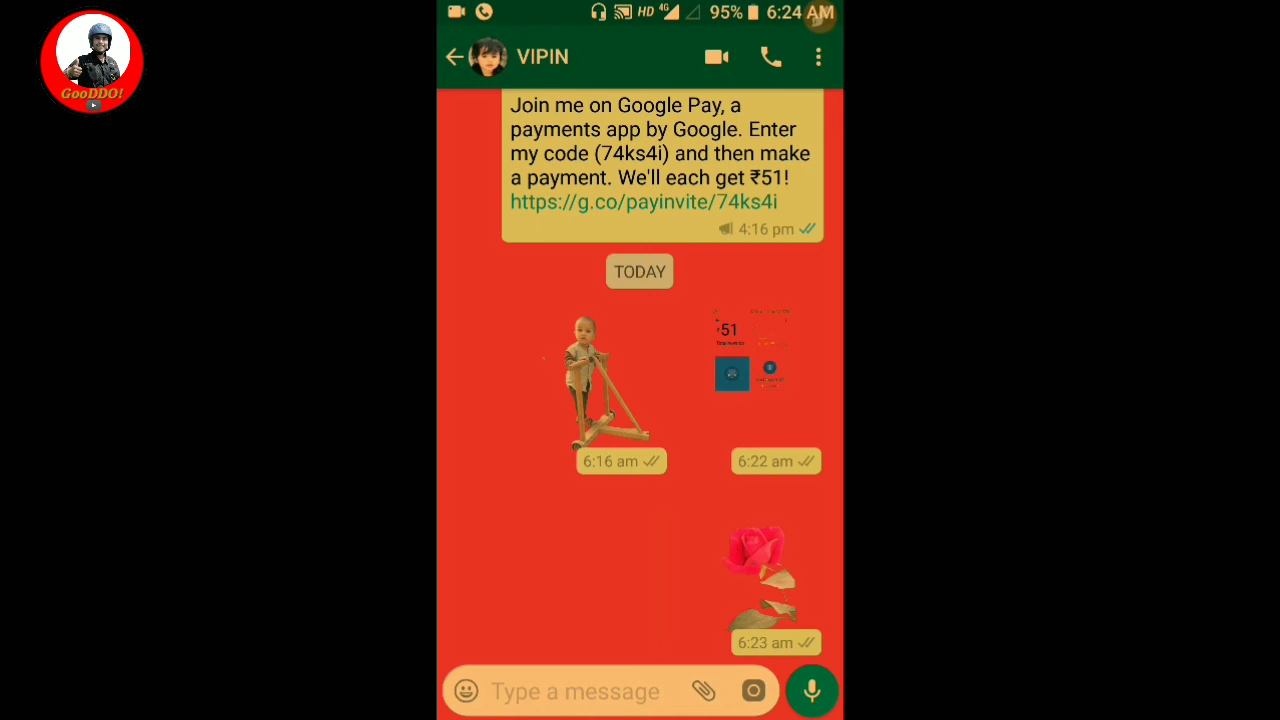 GooDDO!
HD 4G 95% 6:24 AM
VIPIN
Join me on Google Pay, a
payments app by Google. Enter
my code (74ks4i) and then make
a payment. We'll each get ₹51!
https://g.co/payinvite/74ks4i
4:16 pm
TODAY
51
6:16 am
6:22 am
6:23 am
Type a message